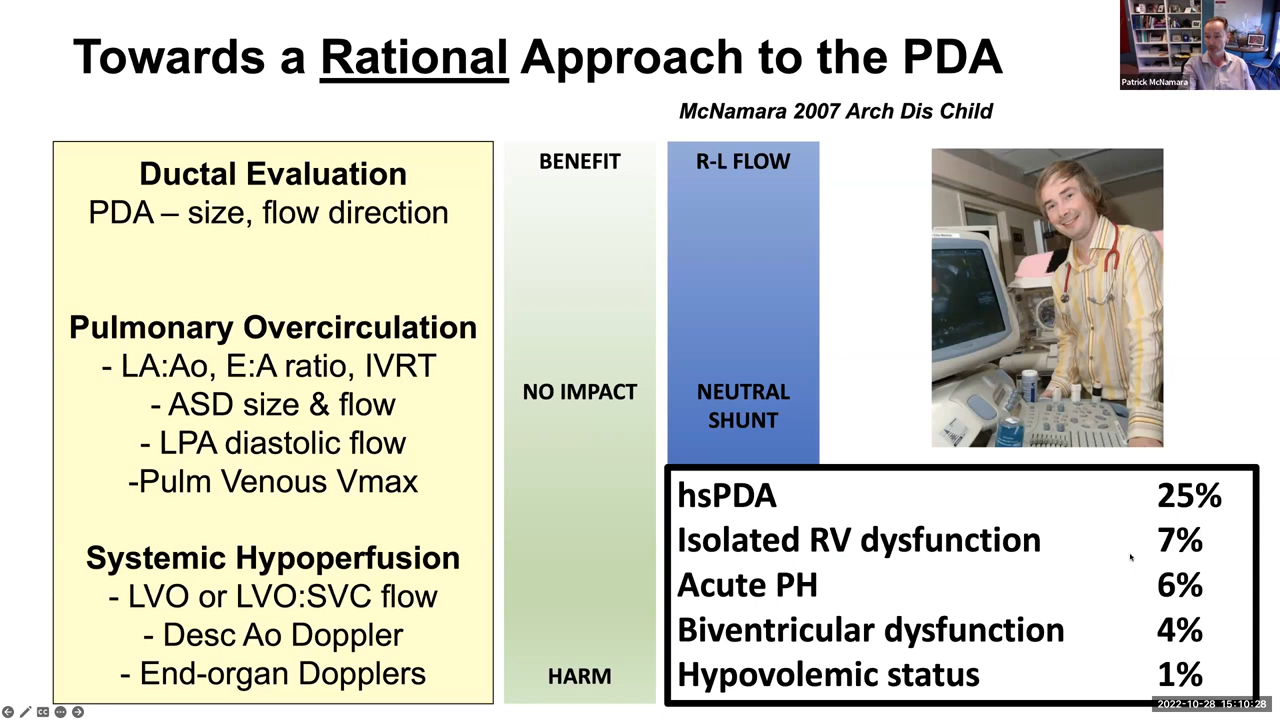 Towards a Rational Approach to the PDA
Patrick McNamara
McNamara 2007 Arch Dis Child
Ductal Evaluation
PDA – size, flow direction
Pulmonary Overcirculation
- LA:Ao, E:A ratio, IVRT
- ASD size & flow
- LPA diastolic flow
-Pulm Venous Vmax
Systemic Hypoperfusion
- LVO or LVO:SVC flow
- Desc Ao Doppler
- End-organ Dopplers
BENEFIT
NO IMPACT
HARM
R-L FLOW
NEUTRAL
SHUNT
hsPDA 25%
Isolated RV dysfunction 7%
Acute PH 6%
Biventricular dysfunction 4%
Hypovolemic status 1%
CC
2022-10-28 15:10:28